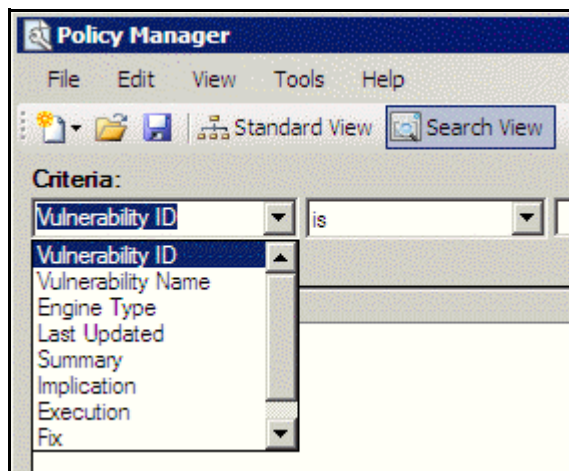 Policy Manager
File Edit View Tools Help
Standard View Search View
Criteria:
Vulnerability ID is
Vulnerability ID
Vulnerability Name
Engine Type
Last Updated
Summary
Implication
Execution
Fix